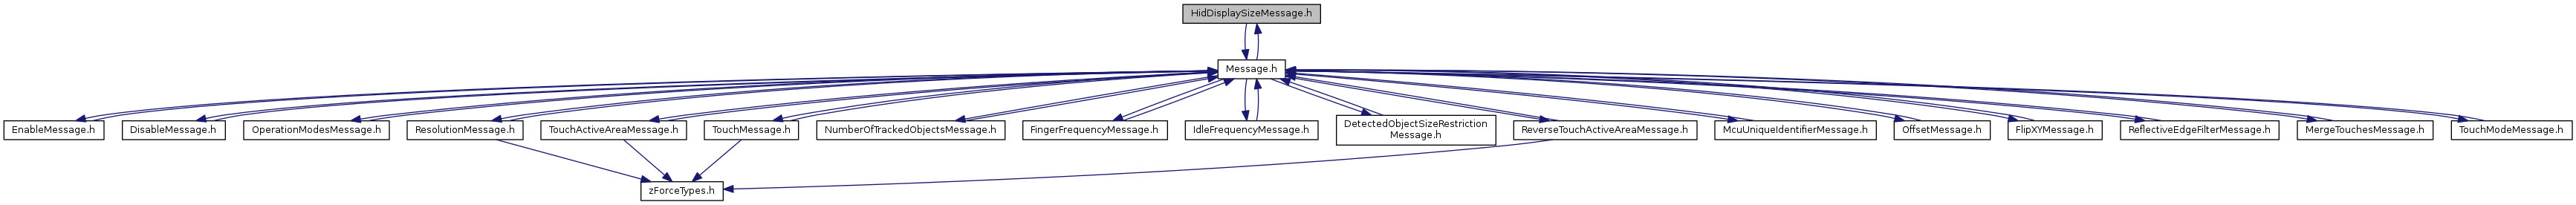 HidDisplaySizeMessage.h
Message.h
EnableMessage.h
DisableMessage.h
OperationModesMessage.h
ResolutionMessage.h
TouchActiveAreaMessage.h
TouchMessage.h
NumberOfTrackedObjectsMessage.h
FingerFrequencyMessage.h
IdleFrequencyMessage.h
DetectedObjectSizeRestriction
Message.h
ReverseTouchActiveAreaMessage.h
McuUniqueIdentifierMessage.h
OffsetMessage.h
FlipXYMessage.h
ReflectiveEdgeFilterMessage.h
MergeTouchesMessage.h
TouchModeMessage.h
zForceTypes.h